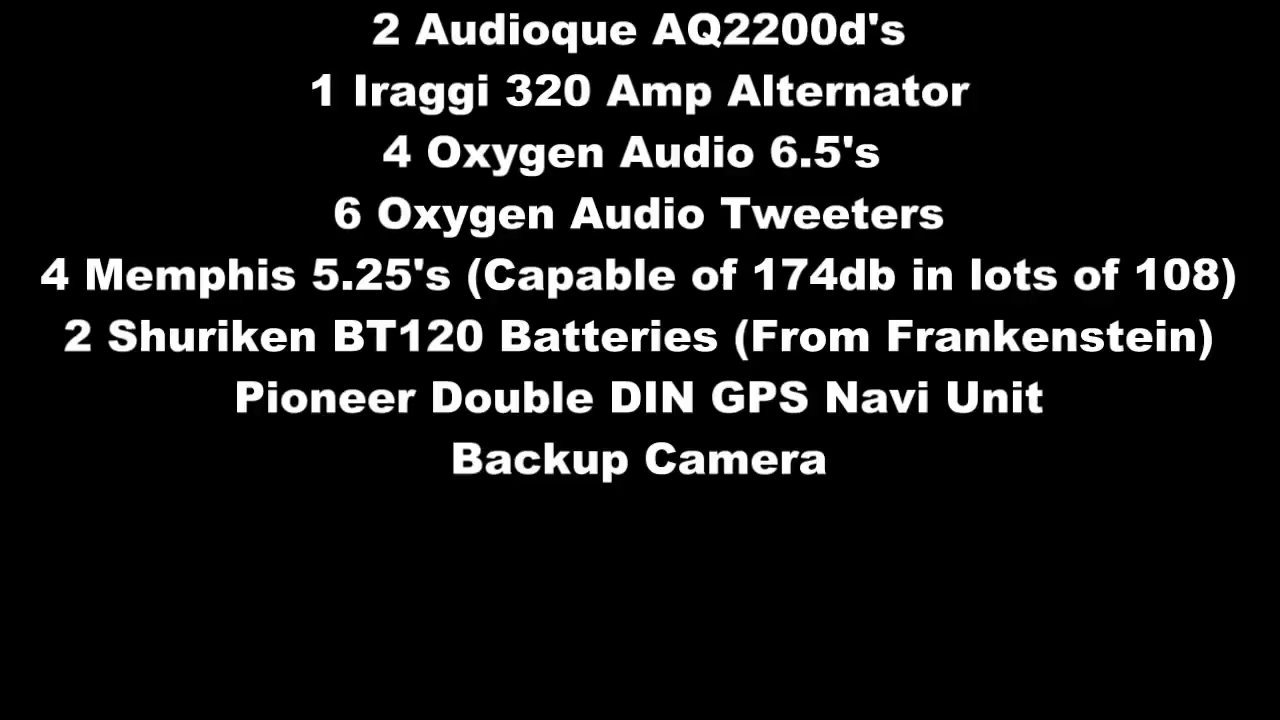 2 Audioque AQ2200d's
1 Iraggi 320 Amp Alternator
4 Oxygen Audio 6.5's
6 Oxygen Audio Tweeters
4 Memphis 5.25's (Capable of 174db in lots of 108)
2 Shuriken BT120 Batteries (From Frankenstein)
Pioneer Double DIN GPS Navi Unit
Backup Camera